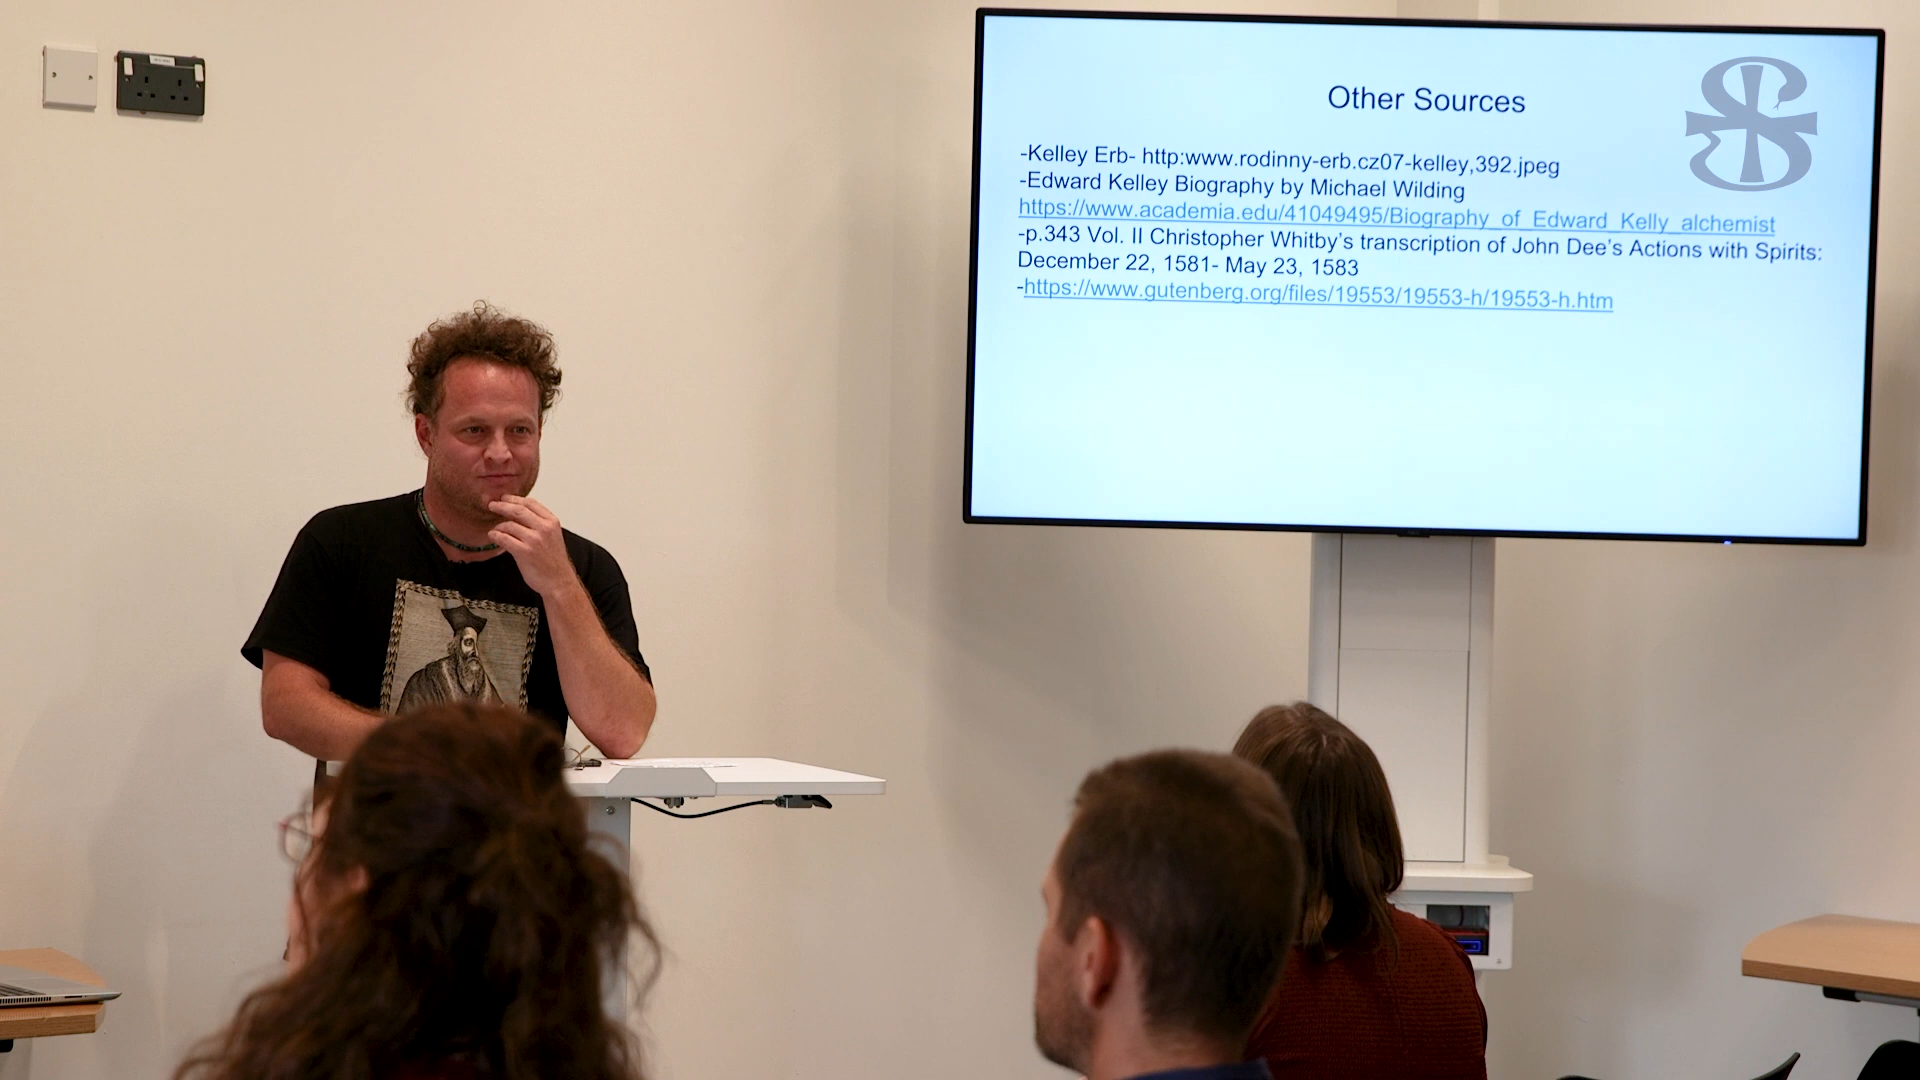 Other Sources
-Kelley Erb- http:www.rodinny-erb.cz07-kelley,392.jpeg
-Edward Kelley Biography by Michael Wilding
https://www.academia.edu/41049495/Biography_of_Edward_Kelly_alchemist
-p.343 Vol. II Christopher Whitby’s transcription of John Dee’s Actions with Spirits:
December 22, 1581- May 23, 1583
-https://www.gutenberg.org/files/19553/19553-h/19553-h.htm